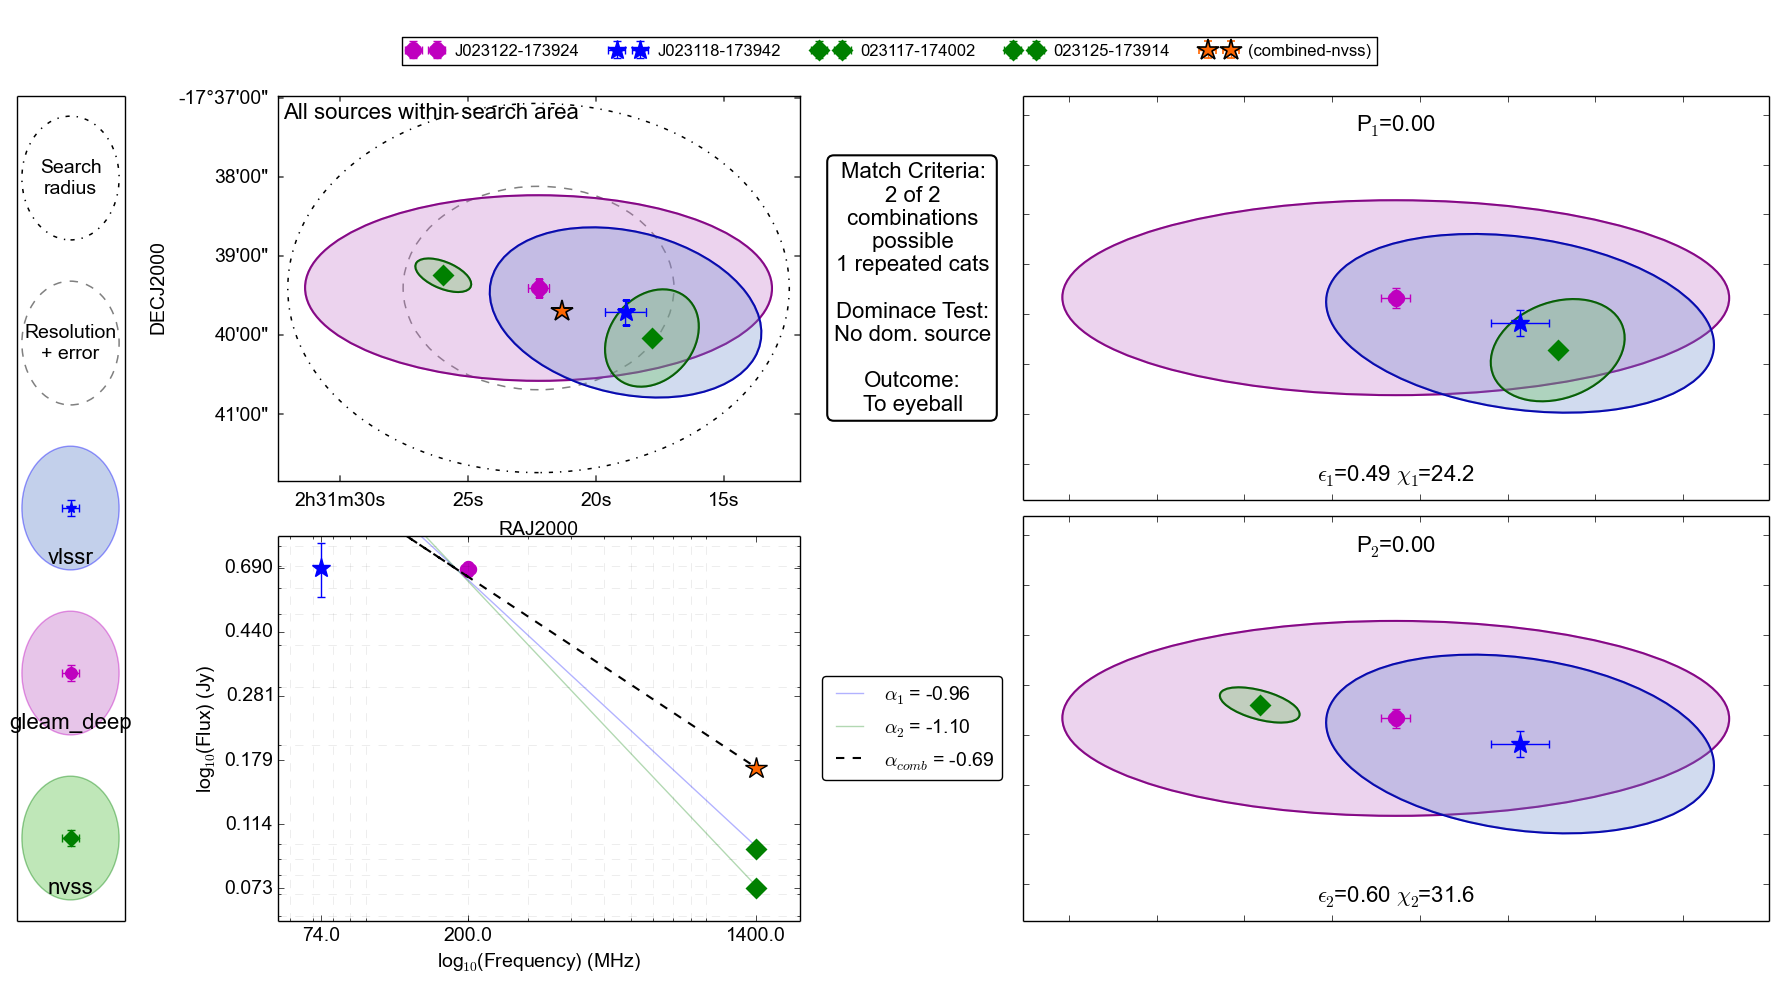 J023122-173924 J023118-173942 023117-174002 023125-173914 (combined-nvss)
Search
radius
Resolution
+ error
vlssr
gleam_deep
nvss
All sources within search area
-17°37'00"
38'00"
39'00"
40'00"
41'00"
DECJ2000
2h31m30s 25s 20s 15s
RAJ2000
Match Criteria:
2 of 2
combinations
possible
1 repeated cats
Dominace Test:
No dom. source
Outcome:
To eyeball
P1=0.00
ϵ1=0.49 χ1=24.2
0.690
0.440
0.281
0.179
0.114
0.073
log10(Flux) (Jy)
74.0 200.0 1400.0
log10(Frequency) (MHz)
α1 = -0.96
α2 = -1.10
αcomb = -0.69
P2=0.00
ϵ2=0.60 χ2=31.6